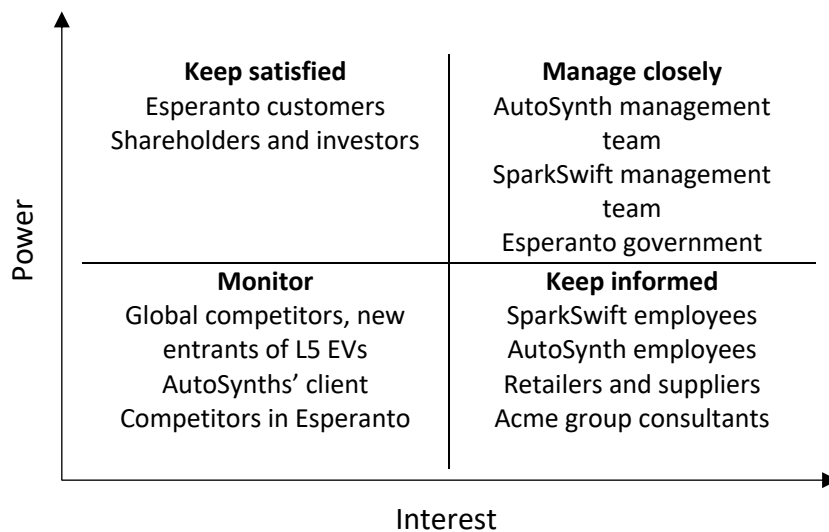 Power
Keep satisfied
Esperanto customers
Shareholders and investors
Manage closely
AutoSynth management
team
SparkSwift management
team
Esperanto government
Monitor
Global competitors, new
entrants of L5 EVs
AutoSynths’ client
Competitors in Esperanto
Keep informed
SparkSwift employees
AutoSynth employees
Retailers and suppliers
Acme group consultants
Interest